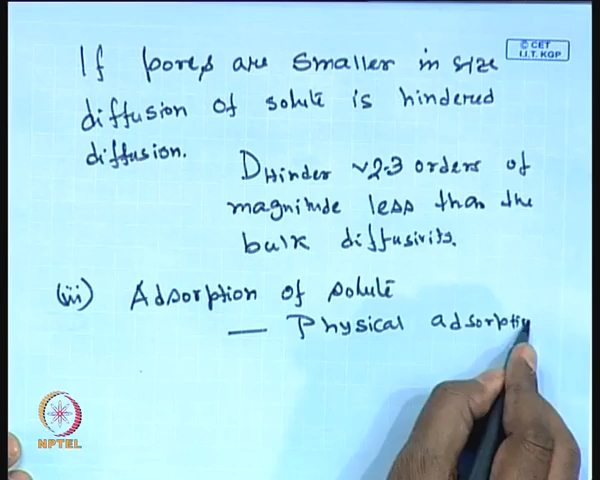 © CET
I.I.T. KGP
If pores are smaller in size
diffusion of solute is hindered
diffusion.
DHinder ~2-3 orders of
magnitude less than the
bulk diffusivity.
(iii) Adsorption of solute
— Physical adsorptio
NPTEL